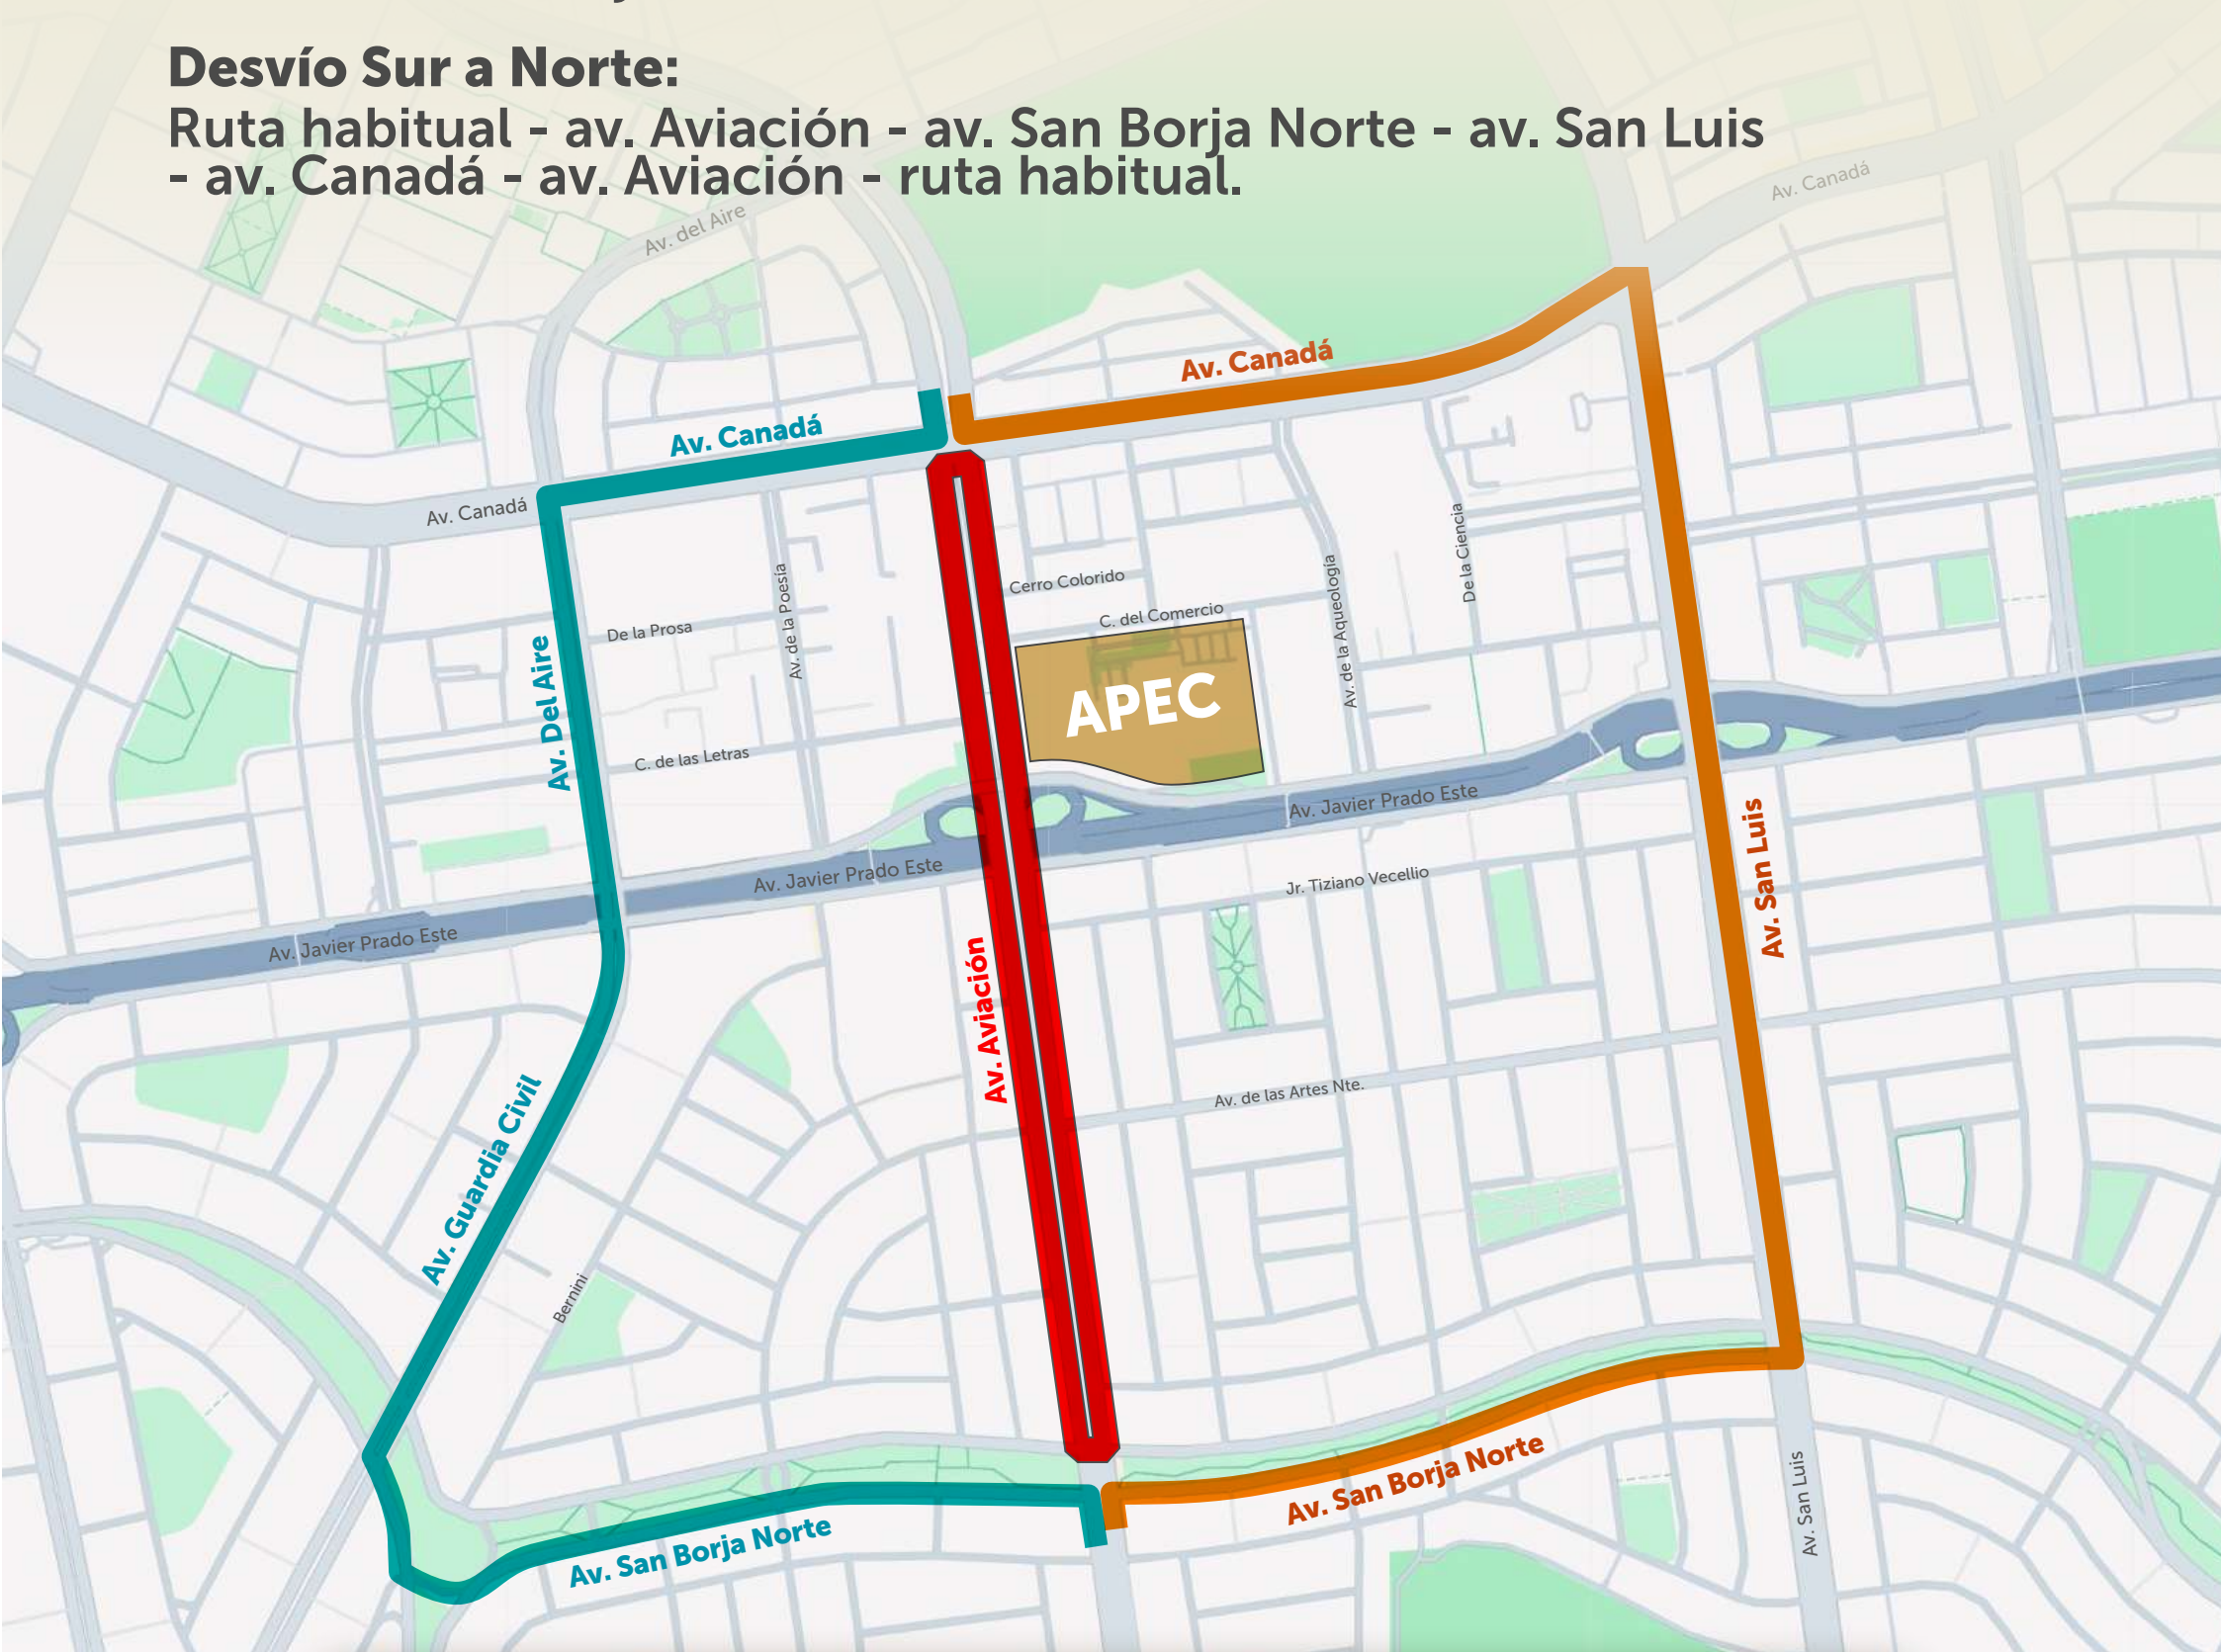 Desvío Sur a Norte:
Ruta habitual - av. Aviación - av. San Borja Norte - av. San Luis
- av. Canadá - av. Aviación - ruta habitual.
Av. Canadá
Av. del Aire
Av. Canadá
Av. Canadá
Av. Canadá
De la Ciencia
Av. de la Aqueología
Av. de la Poesía
Cerro Colorido
C. del Comercio
De la Prosa
Av. Del Aire
APEC
C. de las Letras
Av. Javier Prado Este
Av. Javier Prado Este
Av. Javier Prado Este
Av. San Luis
Jr. Tiziano Vecellio
Av. Aviación
Av. de las Artes Nte.
Av. Guardia Civil
Bernini
Av. San Borja Norte
Av. San Luis
Av. San Borja Norte